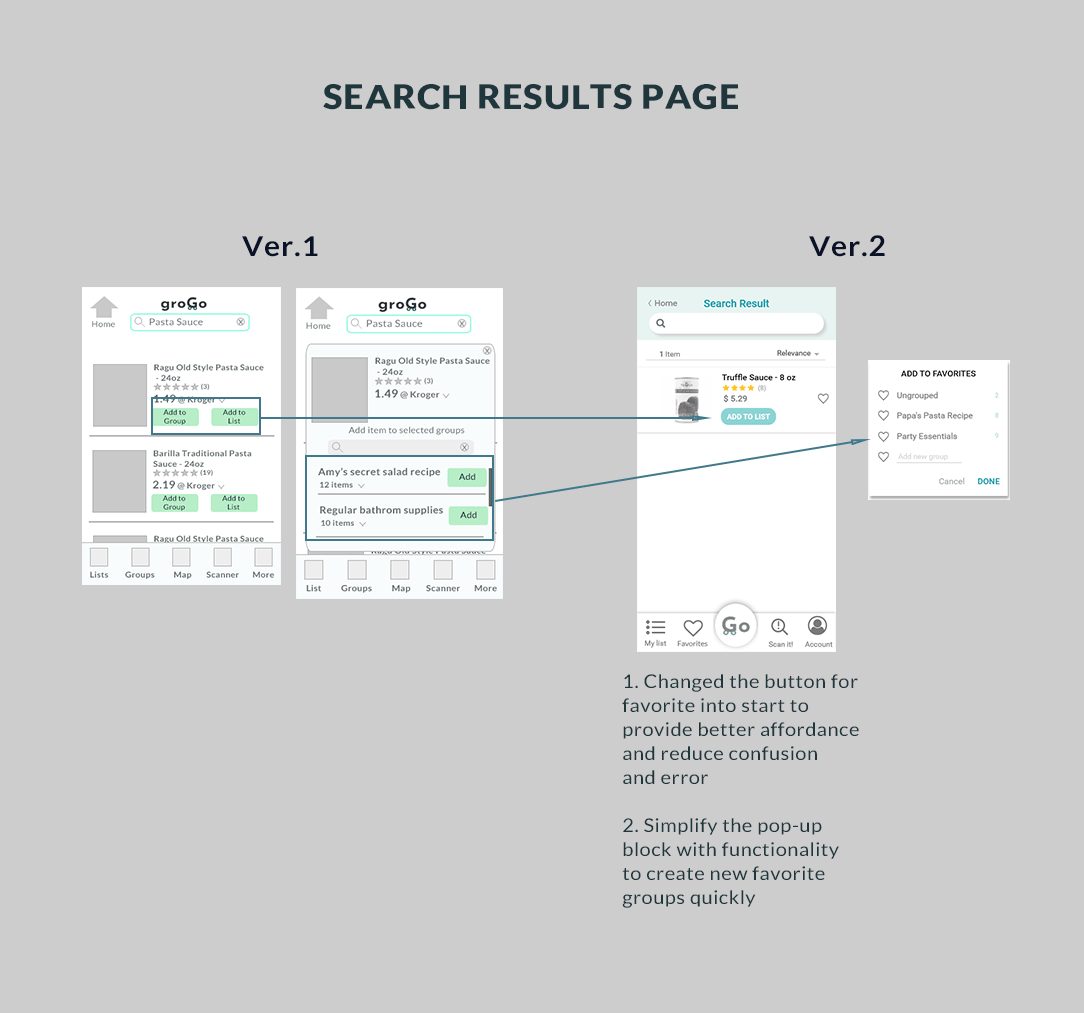 SEARCH RESULTS PAGE
Ver.1
Ver.2
Home
groGo
Pasta Sauce
Ragu Old Style Pasta Sauce
- 24oz
(3)
1.49 @ Kroger
Add to
Group
Add to
List
Barilla Traditional Pasta
Sauce - 24oz
(19)
2.19 @ Kroger
Add to
Group
Add to
List
Ragu Old Style Pasta Sauce
Lists
Groups
Map
Scanner
More
Home
groGo
Pasta Sauce
Ragu Old Style Pasta Sauce
- 24oz
(3)
1.49 @ Kroger
Add item to selected groups
Amy's secret salad recipe
12 items
Add
Regular bathrom supplies
10 items
Add
Ragu Old Style Pasta Sauce
List
Groups
Map
Scanner
More
Home
Search Result
1 Item
Relevance
Truffle Sauce - 8 oz
(8)
$ 5.29
ADD TO LIST
My list
Favorites
Go
Scan it!
Account
ADD TO FAVORITES
Ungrouped 2
Papa's Pasta Recipe 8
Party Essentials 9
Add new group
Cancel DONE
1. Changed the button for
favorite into start to
provide better affordance
and reduce confusion
and error
2. Simplify the pop-up
block with functionality
to create new favorite
groups quickly